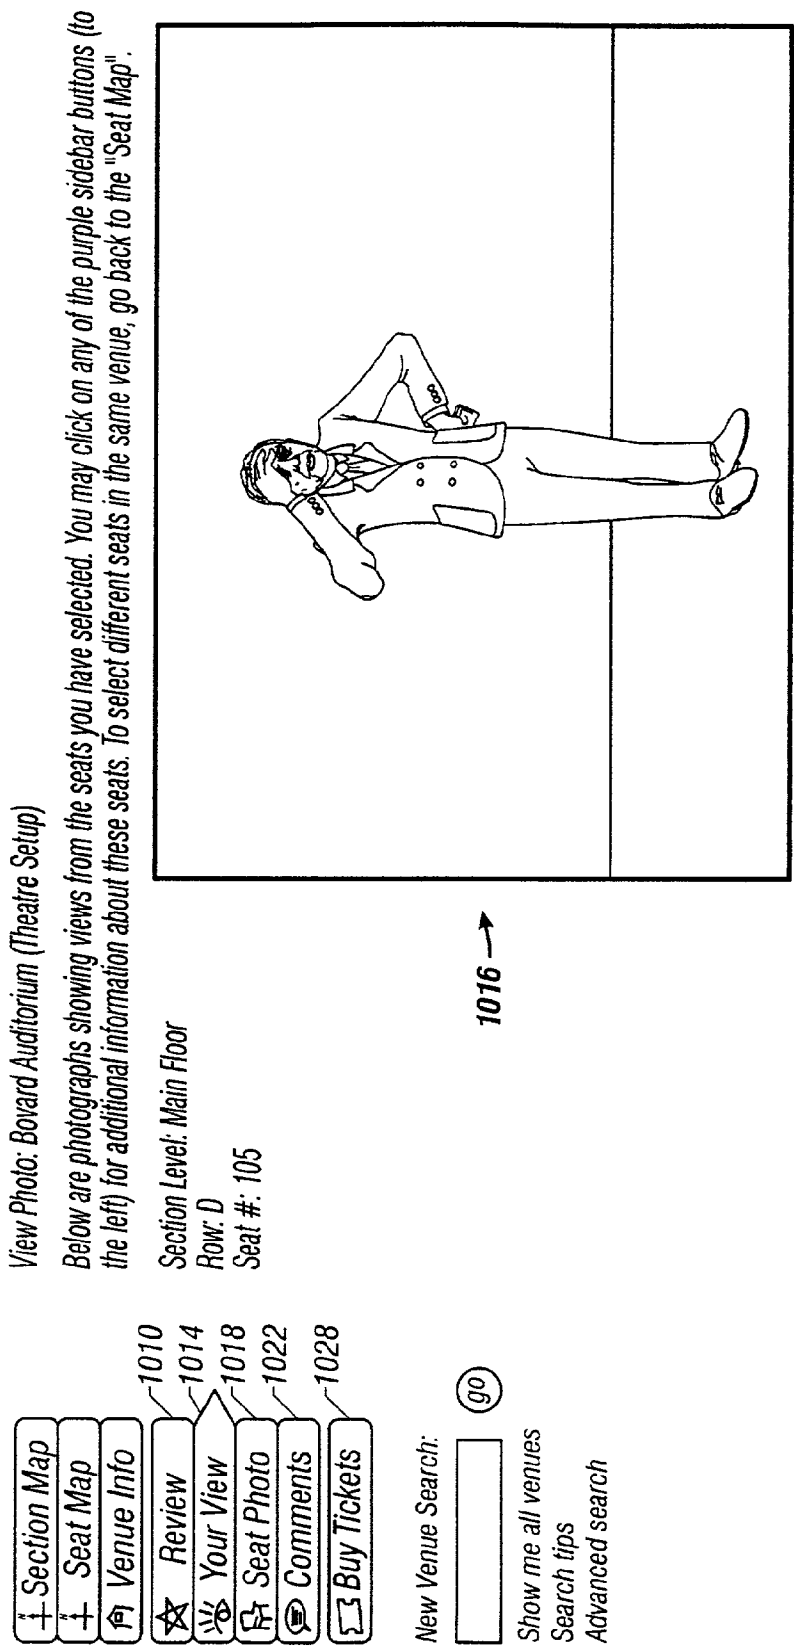 View Photo: Bovard Auditorium (Theatre Setup)
Below are photographs showing views from the seats you have selected. You may click on any of the purple sidebar buttons (to
the left) for additional information about these seats. To select different seats in the same venue, go back to the "Seat Map".
Section Level: Main Floor
Row: D
Seat #: 105
1016
N Section Map
N Seat Map
Venue Info
Review 1010
Your View 1014
Seat Photo 1018
Comments 1022
Buy Tickets 1028
New Venue Search:
go
Show me all venues
Search tips
Advanced search